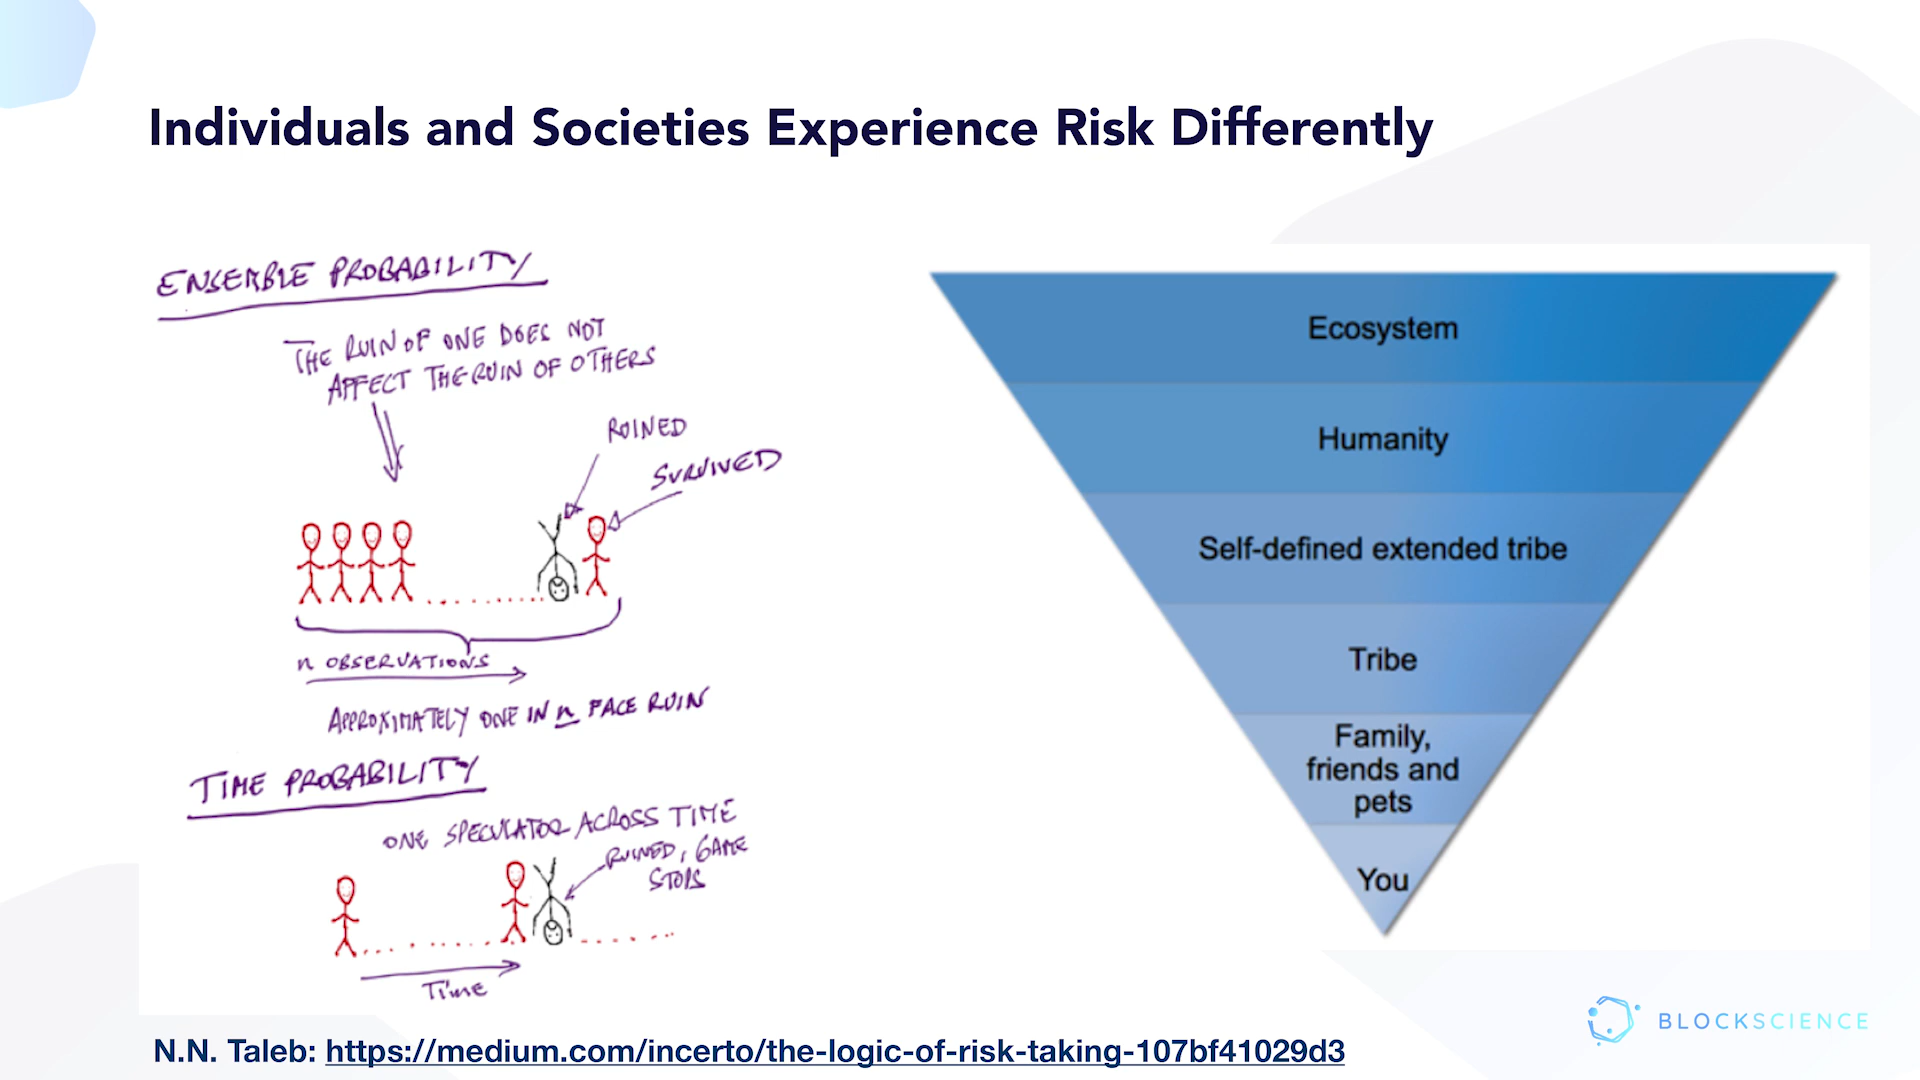 Individuals and Societies Experience Risk Differently
ENSEMBLE PROBABILITY
THE RUIN OF ONE DOES NOT
AFFECT THE RUIN OF OTHERS
RUINED
SURVIVED
n OBSERVATIONS
APPROXIMATELY ONE IN n FACE RUIN
TIME PROBABILITY
ONE SPECULATOR ACROSS TIME
RUINED, GAME
STOPS
Time
Ecosystem
Humanity
Self-defined extended tribe
Tribe
Family,
friends and
pets
You
BLOCKSCIENCE
N.N. Taleb: https://medium.com/incerto/the-logic-of-risk-taking-107bf41029d3